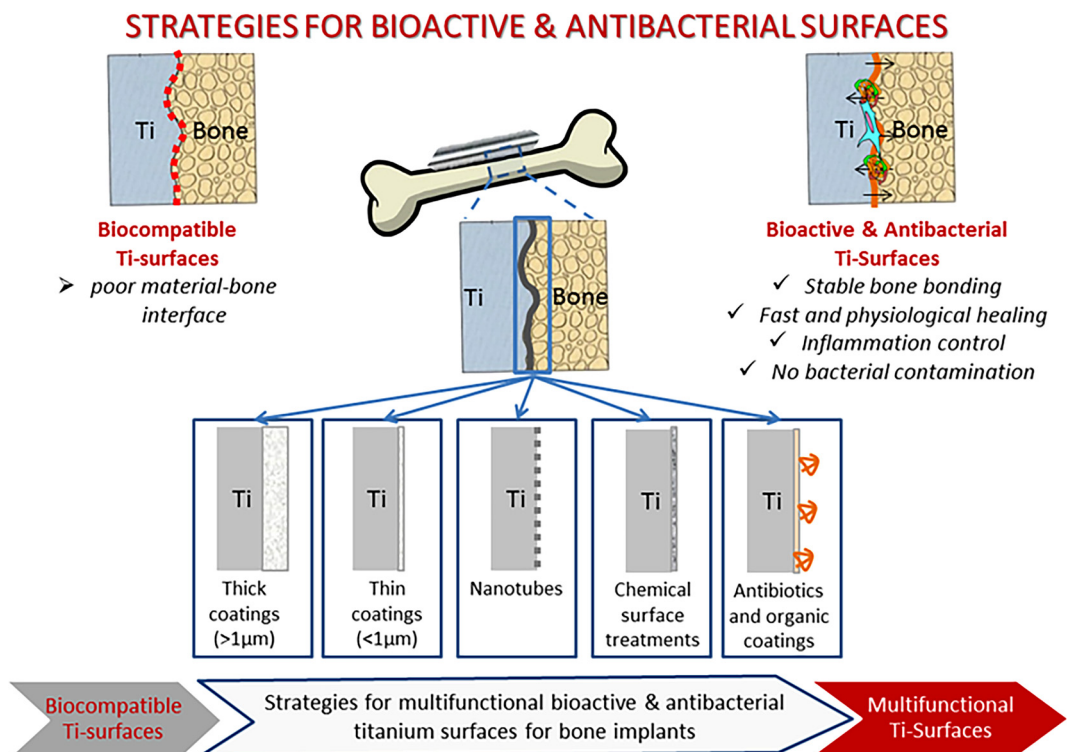 STRATEGIES FOR BIOACTIVE & ANTIBACTERIAL SURFACES
Ti
Bone
Biocompatible
Ti-surfaces
➢ poor material-bone
interface
Ti
Bone
Ti
Bone
Bioactive & Antibacterial
Ti-Surfaces
✓ Stable bone bonding
✓ Fast and physiological healing
✓ Inflammation control
✓ No bacterial contamination
Ti
Thick
coatings
(>1μm)
Ti
Thin
coatings
(<1μm)
Ti
Nanotubes
Ti
Chemical
surface
treatments
Ti
Antibiotics
and organic
coatings
Biocompatible
Ti-surfaces
Strategies for multifunctional bioactive & antibacterial
titanium surfaces for bone implants
Multifunctional
Ti-Surfaces